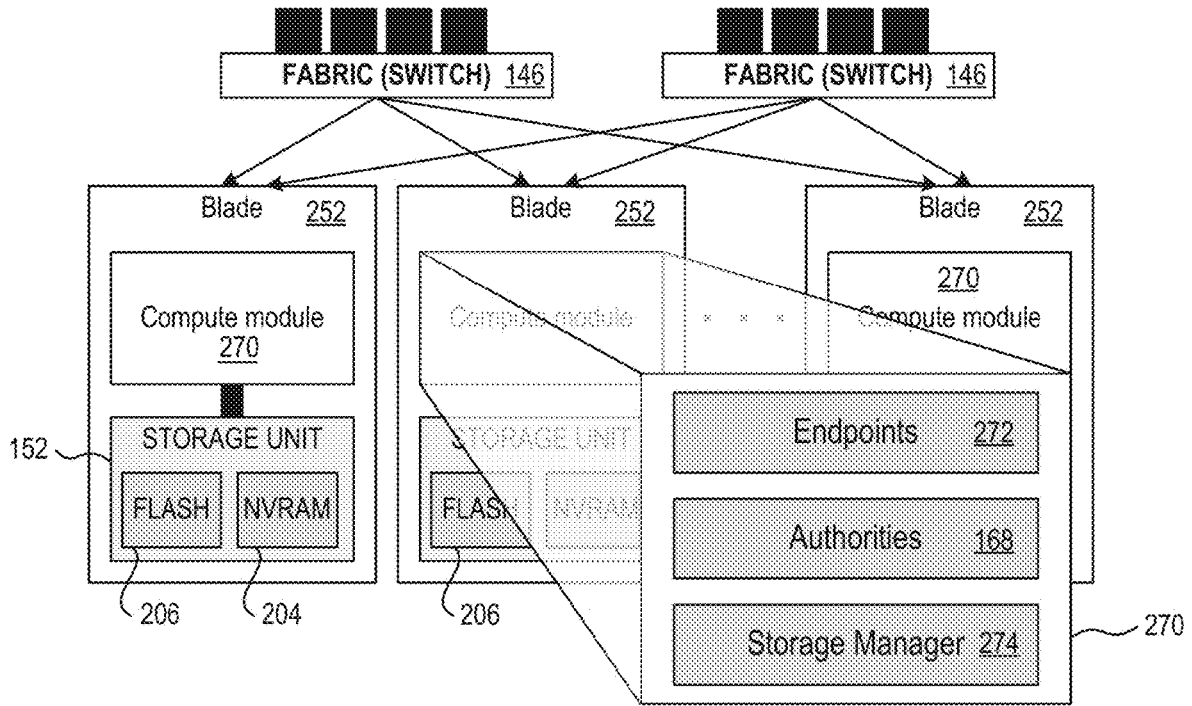 FABRIC (SWITCH) 146
FABRIC (SWITCH) 146
Blade 252
Blade 252
Blade 252
Compute module
270
Compute module
270
Compute module
. . .
STORAGE UNIT
152
FLASH
NVRAM
206
204
STORAGE UNIT
FLASH
NVRAM
206
Endpoints 272
Authorities 168
Storage Manager 274
270